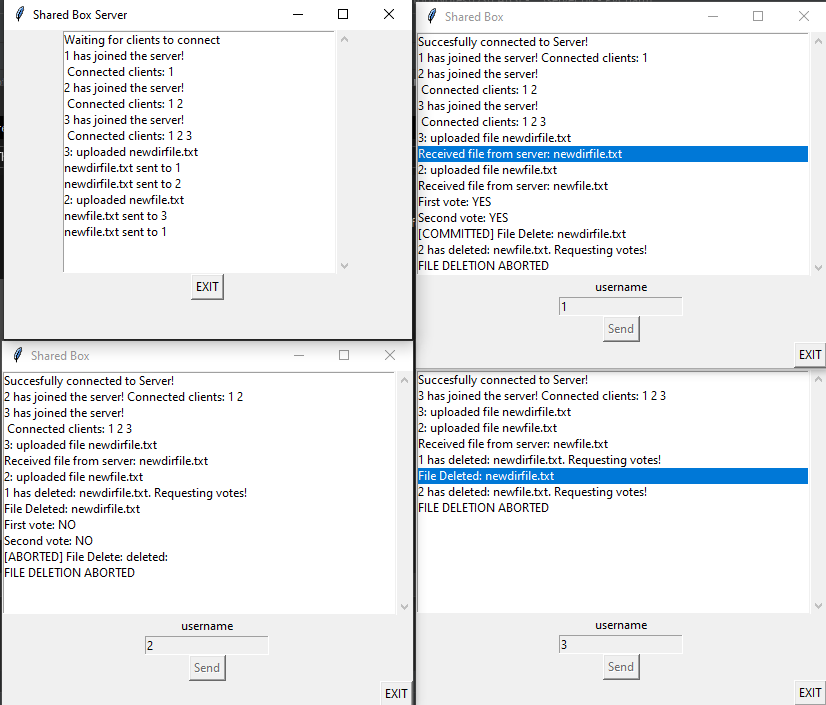 Shared Box Server
Waiting for clients to connect
1 has joined the server!
Connected clients: 1
2 has joined the server!
Connected clients: 1 2
3 has joined the server!
Connected clients: 1 2 3
3: uploaded newdirfile.txt
newdirfile.txt sent to 1
newdirfile.txt sent to 2
2: uploaded newfile.txt
newfile.txt sent to 3
newfile.txt sent to 1
EXIT
Shared Box
Succesfully connected to Server!
1 has joined the server! Connected clients: 1
2 has joined the server!
Connected clients: 1 2
3 has joined the server!
Connected clients: 1 2 3
3: uploaded file newdirfile.txt
Received file from server: newdirfile.txt
2: uploaded file newfile.txt
Received file from server: newfile.txt
First vote: YES
Second vote: YES
[COMMITTED] File Delete: newdirfile.txt
2 has deleted: newfile.txt. Requesting votes!
FILE DELETION ABORTED
username
1
Send
EXIT
Shared Box
Succesfully connected to Server!
2 has joined the server! Connected clients: 1 2
3 has joined the server!
Connected clients: 1 2 3
3: uploaded file newdirfile.txt
Received file from server: newdirfile.txt
2: uploaded file newfile.txt
1 has deleted: newdirfile.txt. Requesting votes!
File Deleted: newdirfile.txt
First vote: NO
Second vote: NO
[ABORTED] File Delete: deleted:
FILE DELETION ABORTED
username
2
Send
EXIT
Succesfully connected to Server!
3 has joined the server! Connected clients: 1 2 3
3: uploaded file newdirfile.txt
2: uploaded file newfile.txt
Received file from server: newfile.txt
1 has deleted: newdirfile.txt. Requesting votes!
File Deleted: newdirfile.txt
2 has deleted: newfile.txt. Requesting votes!
FILE DELETION ABORTED
username
3
Send
EXIT